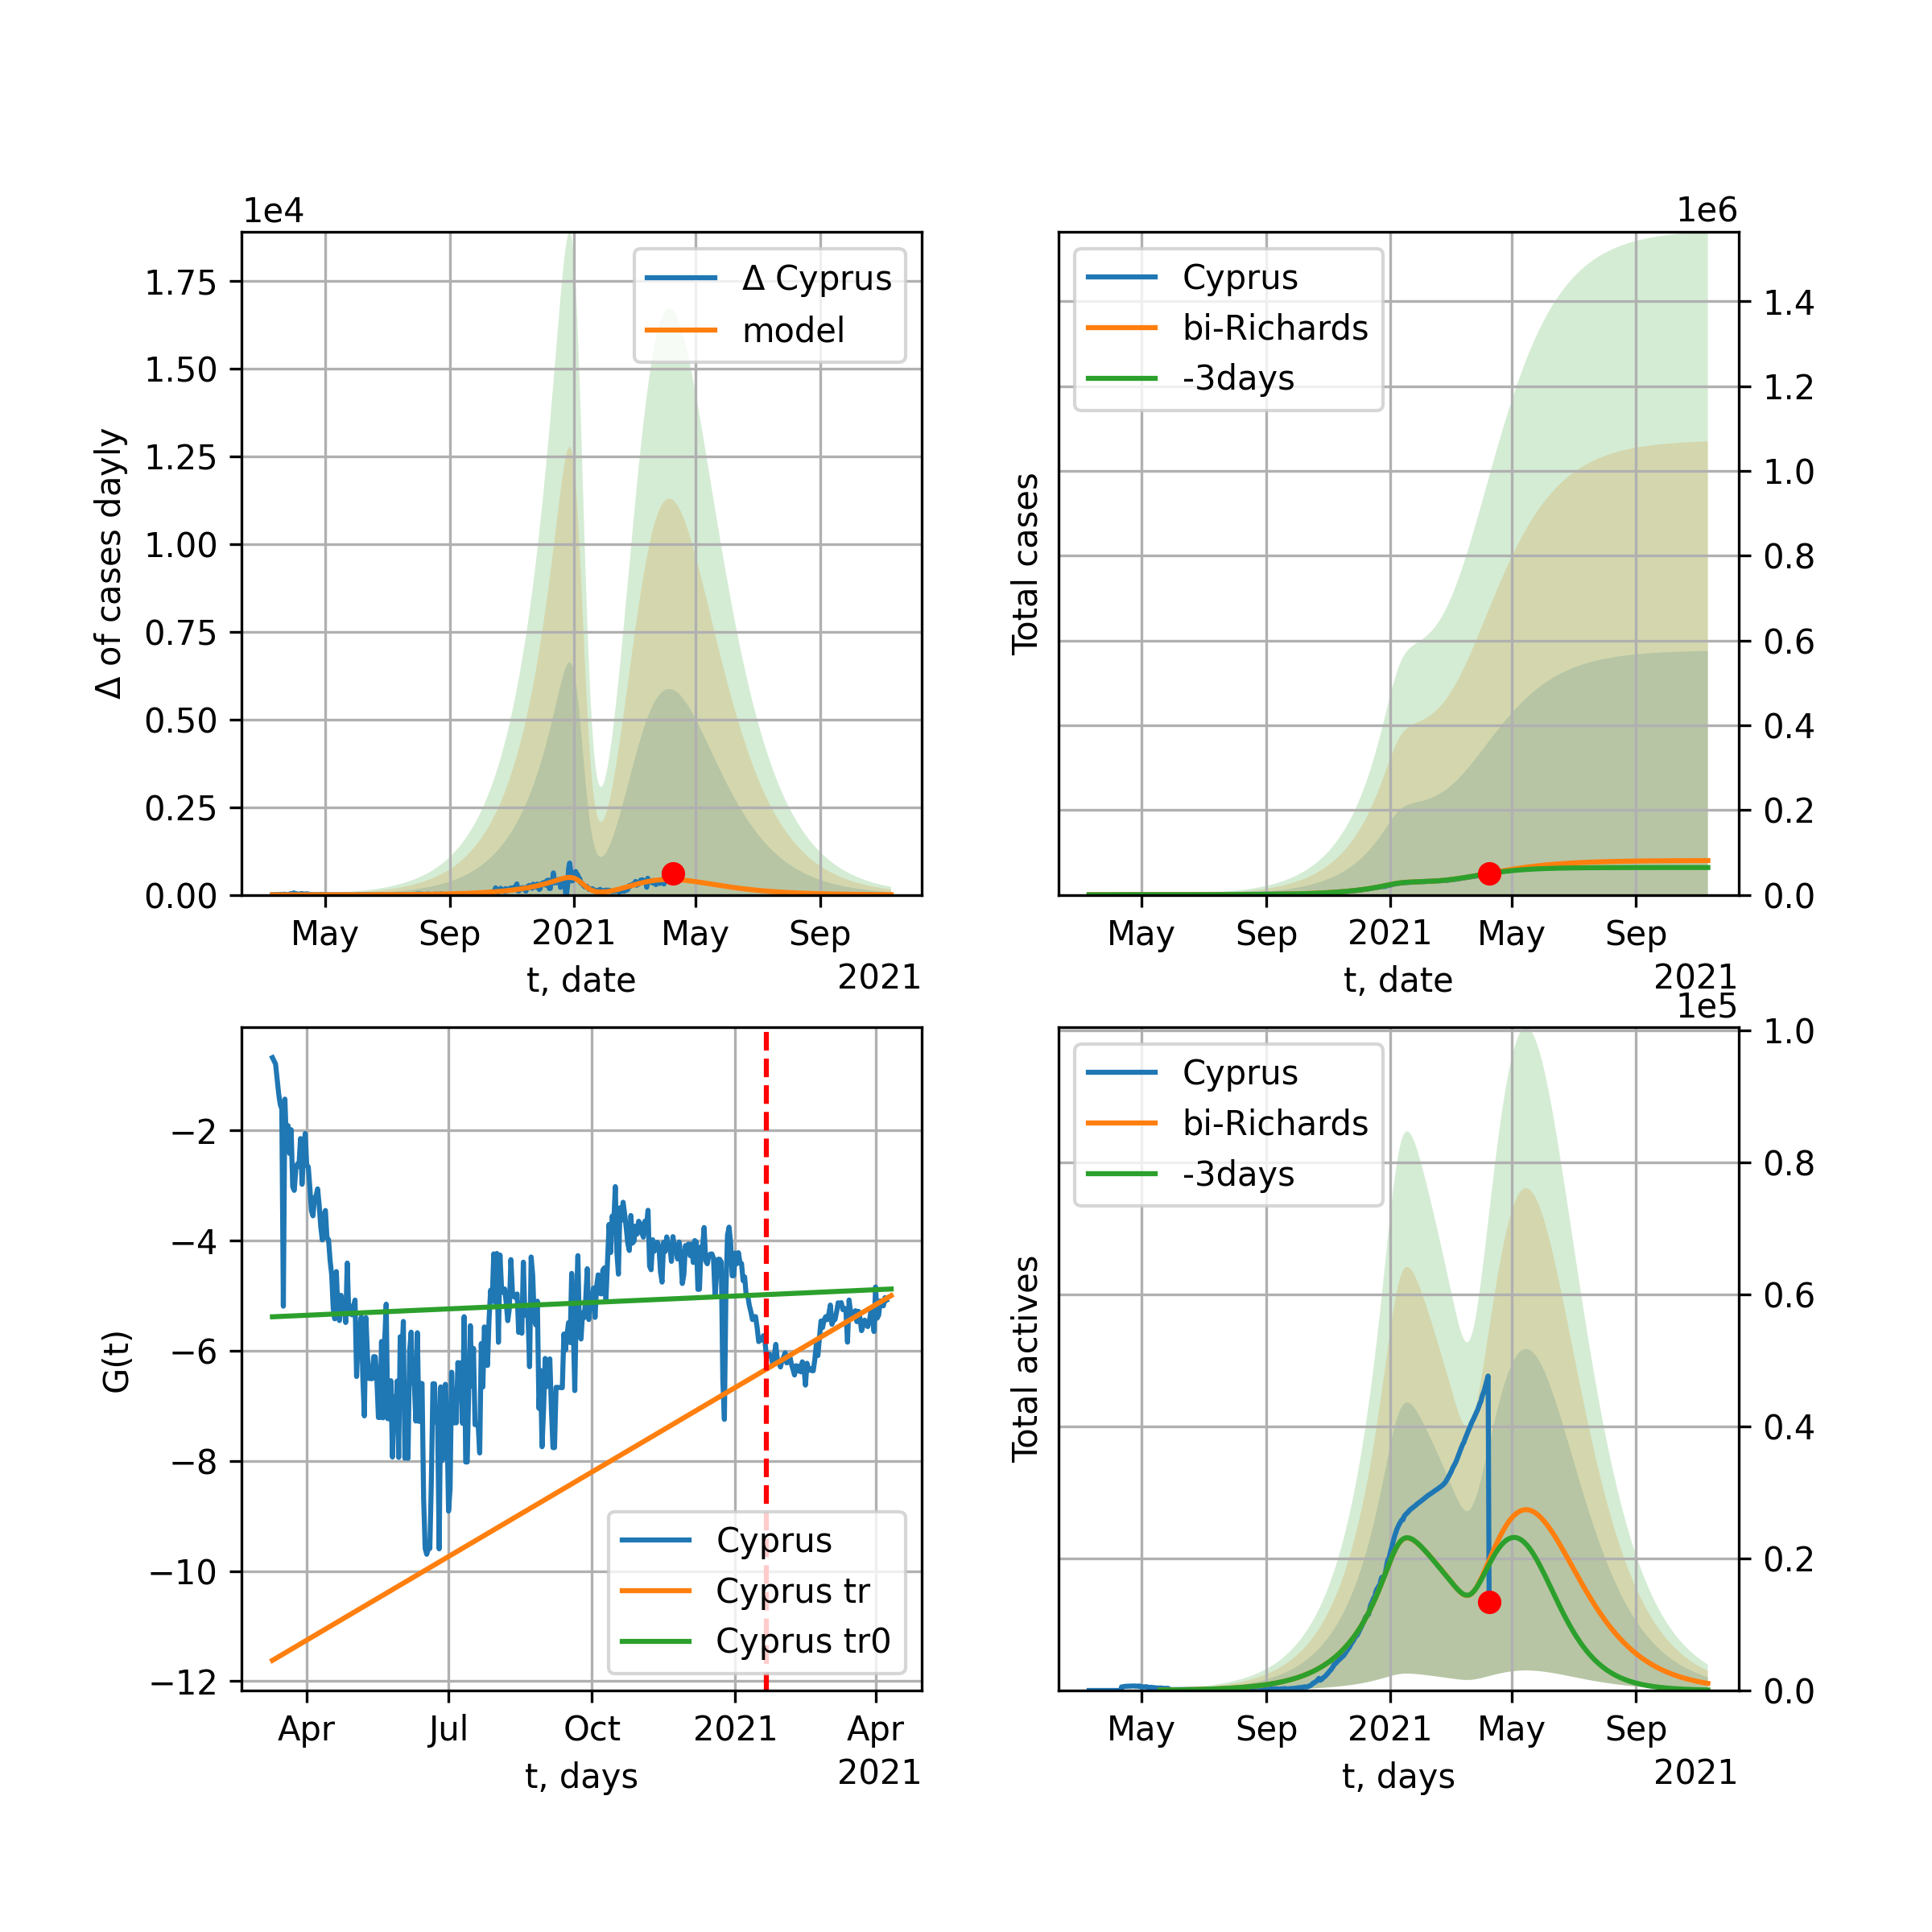 1e4
Δ of cases dayly
1.75
1.50
1.25
1.00
0.75
0.50
0.25
0.00
Δ Cyprus
model
May Sep 2021 May Sep
2021
t, date
1e6
Total cases
Cyprus
bi-Richards
-3days
1.4
1.2
1.0
0.8
0.6
0.4
0.2
0.0
May Sep 2021 May Sep
2021
t, date
G(t)
−2
−4
−6
−8
−10
−12
Cyprus
Cyprus tr
Cyprus tr0
Apr Jul Oct 2021 Apr
2021
t, days
1e5
Total actives
Cyprus
bi-Richards
-3days
1.0
0.8
0.6
0.4
0.2
0.0
May Sep 2021 May Sep
2021
t, days